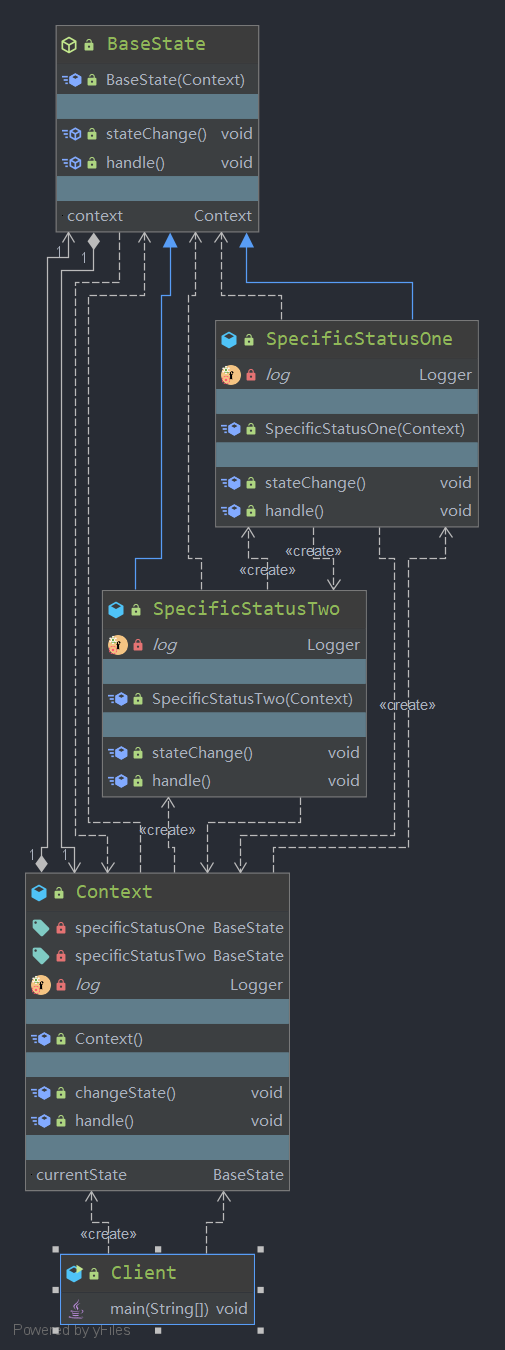 BaseState
BaseState(Context)
stateChange() void
handle() void
context Context
1
1
SpecificStatusOne
log Logger
SpecificStatusOne(Context)
stateChange() void
handle() void
«create»
«create»
SpecificStatusTwo
log Logger
SpecificStatusTwo(Context)
«create»
stateChange() void
handle() void
«create»
1
1
Context
specificStatusOne BaseState
specificStatusTwo BaseState
log Logger
Context()
changeState() void
handle() void
currentState BaseState
«create»
Client
main(String[]) void
Powered by yFiles